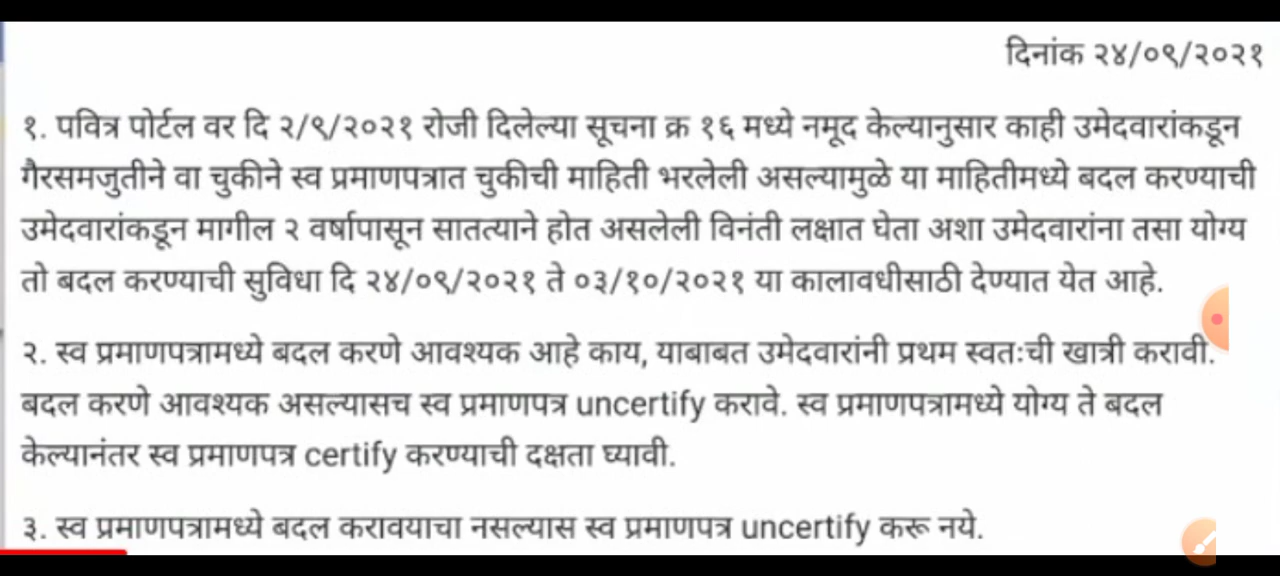 दिनांक २४/०९/२०२१
१. पवित्र पोर्टल वर दि २/९/२०२१ रोजी दिलेल्या सूचना क्र १६ मध्ये नमूद केल्यानुसार काही उमेदवारांकडून
गैरसमजुतीने वा चुकीने स्व प्रमाणपत्रात चुकीची माहिती भरलेली असल्यामुळे या माहितीमध्ये बदल करण्याची
उमेदवारांकडून मागील २ वर्षापासून सातत्याने होत असलेली विनंती लक्षात घेता अशा उमेदवारांना तसा योग्य
तो बदल करण्याची सुविधा दि २४/०९/२०२१ ते ०३/१०/२०२१ या कालावधीसाठी देण्यात येत आहे.
२. स्व प्रमाणपत्रामध्ये बदल करणे आवश्यक आहे काय, याबाबत उमेदवारांनी प्रथम स्वतःची खात्री करावी.
बदल करणे आवश्यक असल्यासच स्व प्रमाणपत्र uncertify करावे. स्व प्रमाणपत्रामध्ये योग्य ते बदल
केल्यानंतर स्व प्रमाणपत्र certify करण्याची दक्षता घ्यावी.
३. स्व प्रमाणपत्रामध्ये बदल करावयाचा नसल्यास स्व प्रमाणपत्र uncertify करू नये.